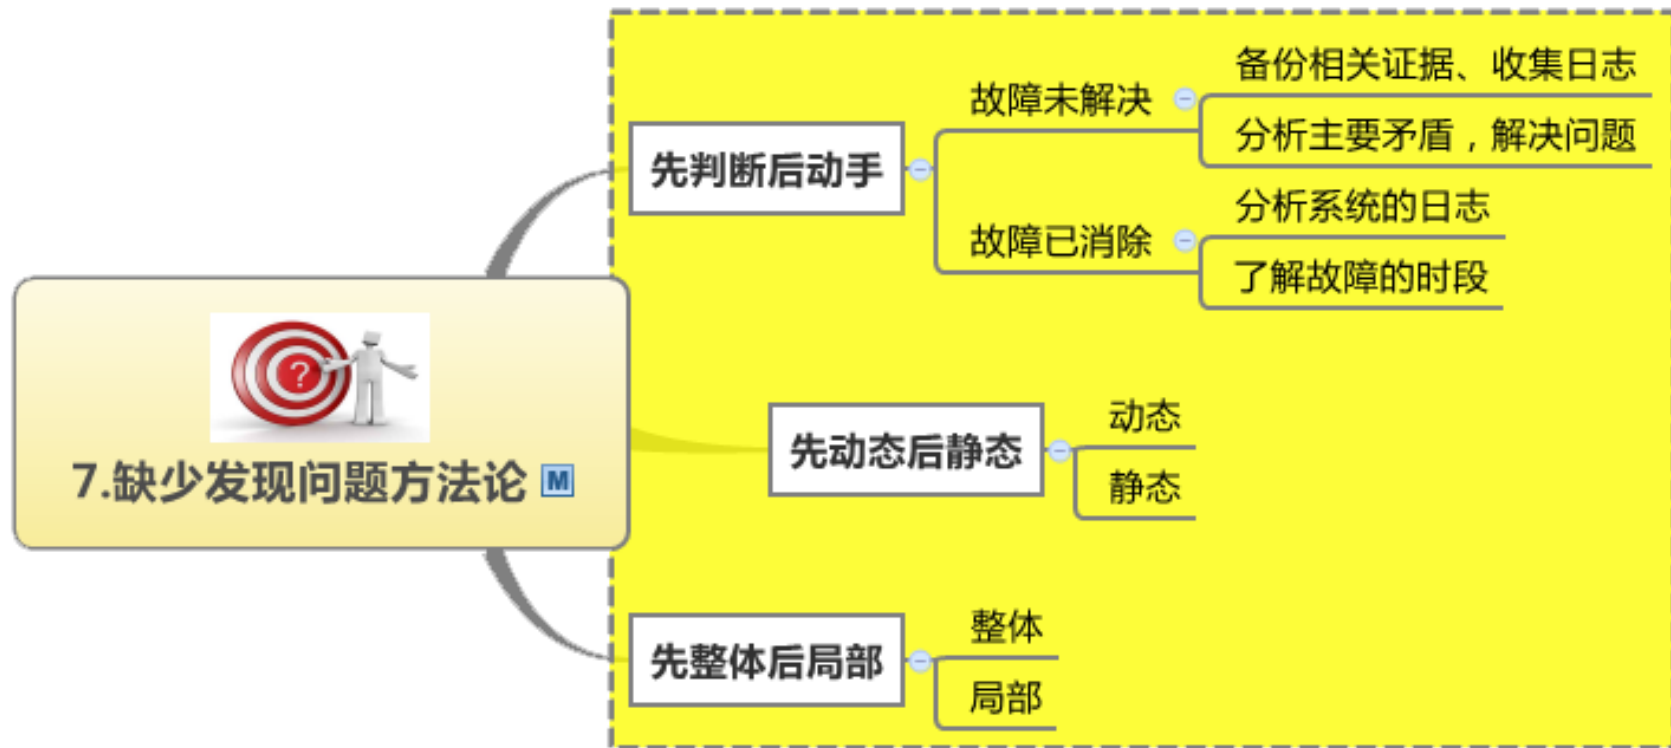 备份相关证据、收集日志
故障未解决
分析主要矛盾，解决问题
先判断后动手
分析系统的日志
故障已消除
了解故障的时段
?
7.缺少发现问题方法论 M
动态
先动态后静态
静态
整体
先整体后局部
局部